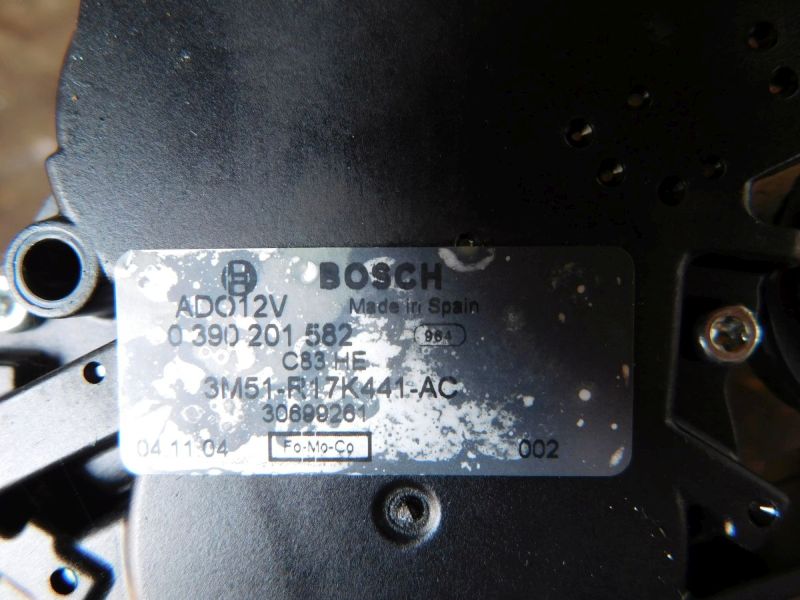 BOSCH
ADO12V Made in Spain
0 390 201 582 984
C83 HE
3M51-R17K441-AC
30699261
04.11.04 Fo-Mo-Co 002